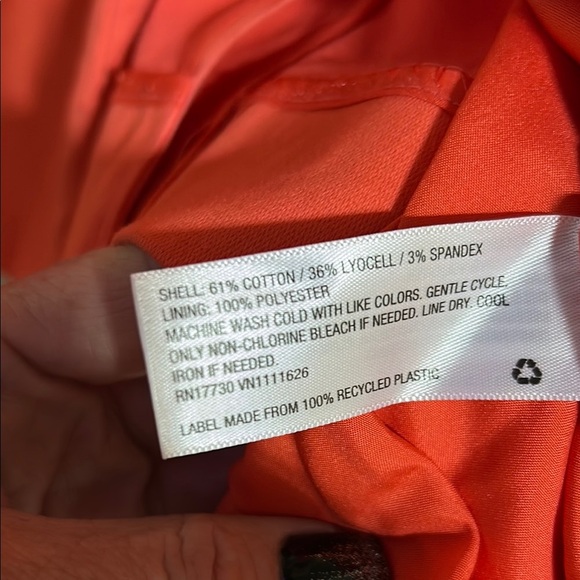 SHELL: 61% COTTON / 36% LYOCELL / 3% SPANDEX
LINING: 100% POLYESTER
MACHINE WASH COLD WITH LIKE COLORS. GENTLE CYCLE.
ONLY NON-CHLORINE BLEACH IF NEEDED. LINE DRY. COOL
IRON IF NEEDED.
RN17730 VN1111626
LABEL MADE FROM 100% RECYCLED PLASTIC